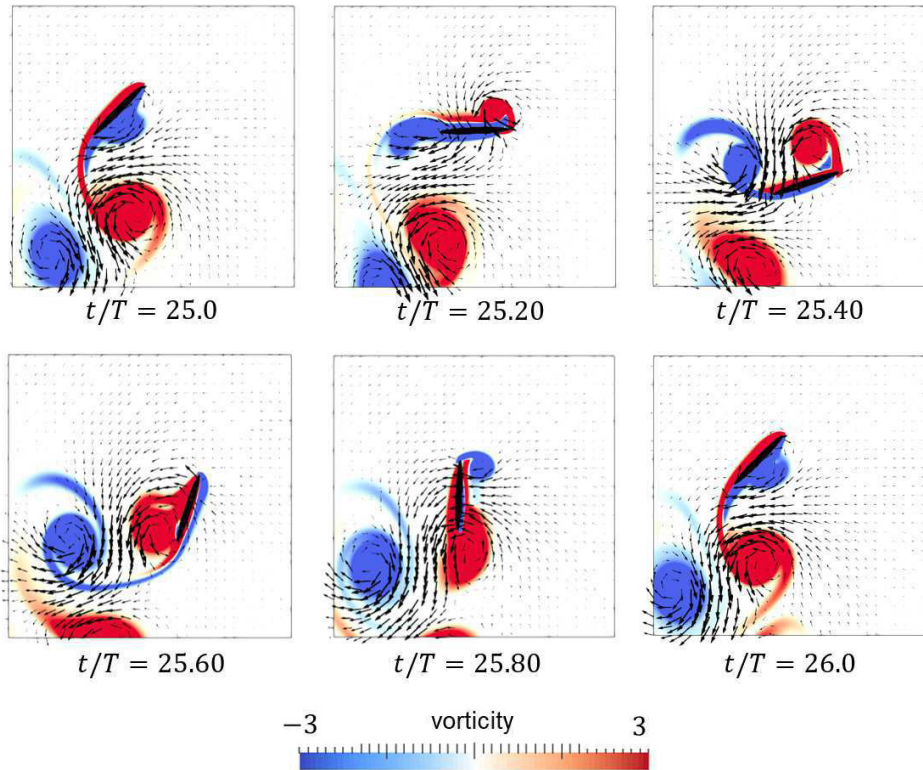 t/T = 25.0
t/T = 25.20
t/T = 25.40
t/T = 25.60
t/T = 25.80
t/T = 26.0
−3 vorticity 3